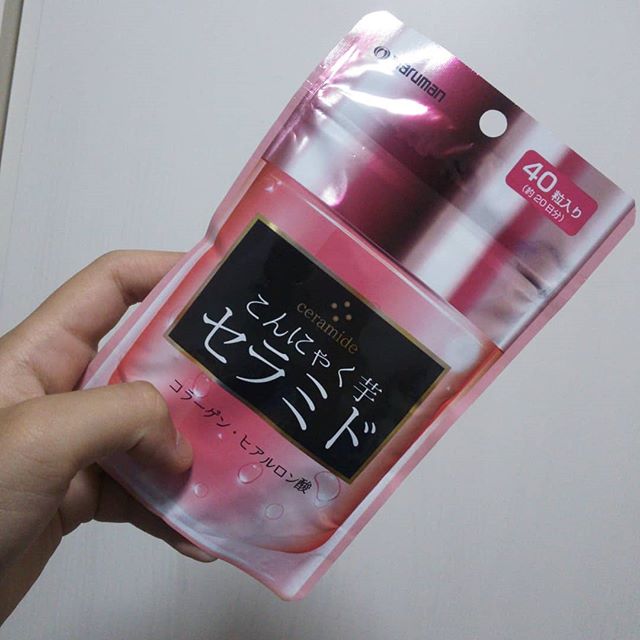 maruman
40粒入り
(約20日分)
ceramide
こんにゃく芋
セラミド
コラーゲン・ヒアルロン酸